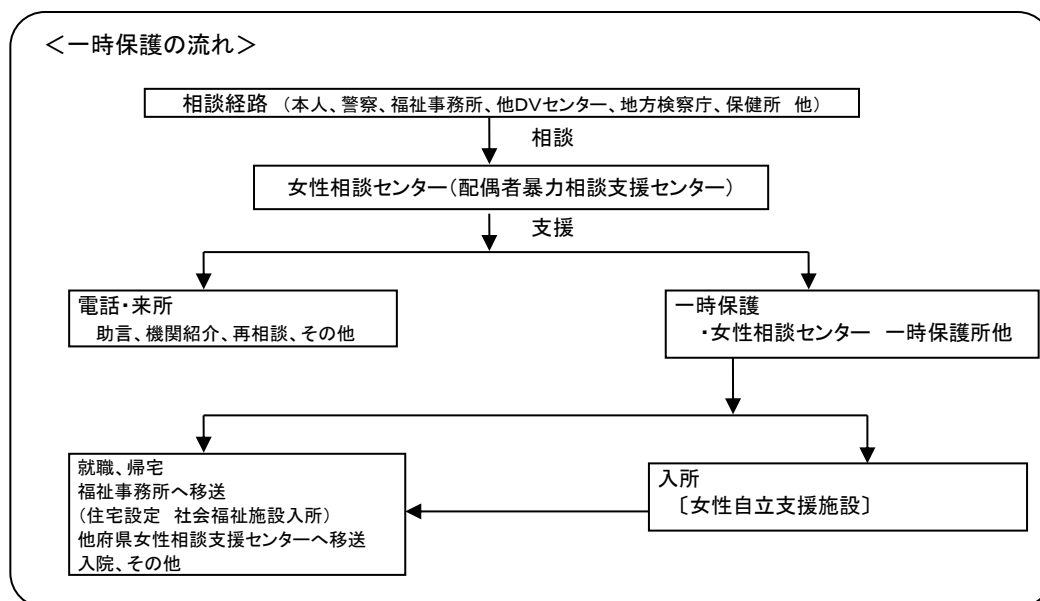 ＜一時保護の流れ＞
相談経路 （本人、警察、福祉事務所、他DVセンター、地方検察庁、保健所 他）
相談
女性相談センター（配偶者暴力相談支援センター）
支援
電話・来所
助言、機関紹介、再相談、その他
一時保護
・女性相談センター 一時保護所他
就職、帰宅
福祉事務所へ移送
（住宅設定 社会福祉施設入所）
他府県女性相談支援センターへ移送
入院、その他
入所
〔女性自立支援施設〕